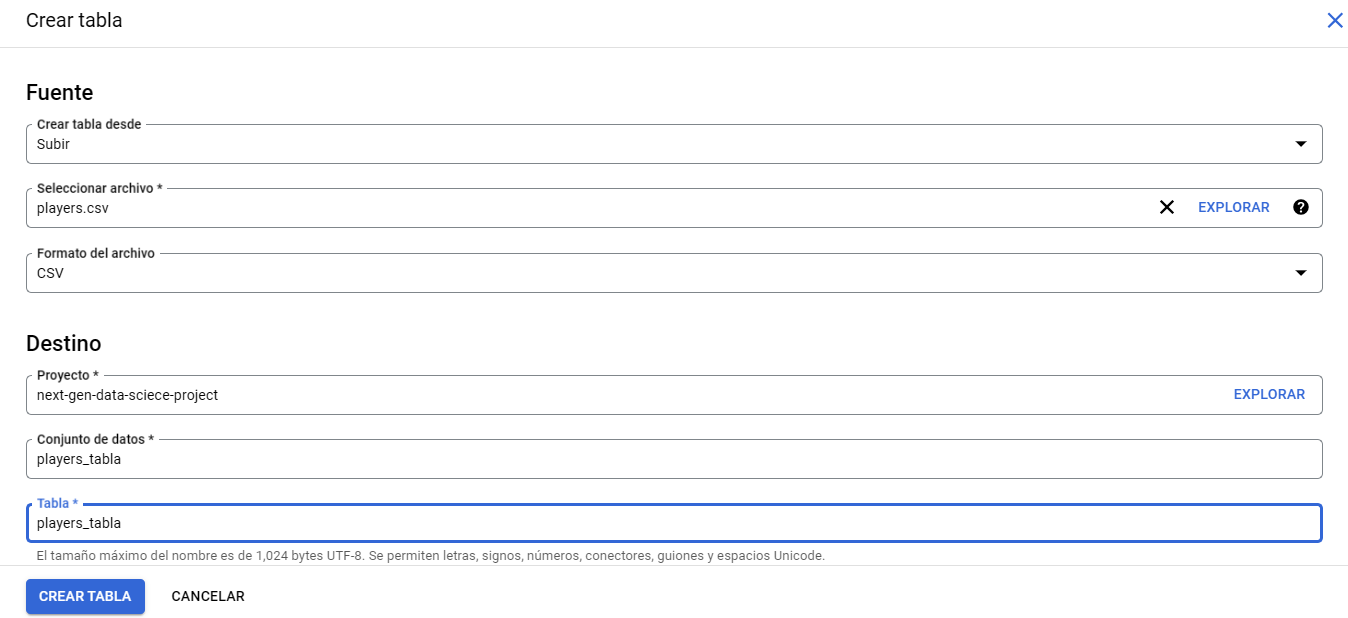 Crear tabla
Fuente
Crear tabla desde
Subir
Seleccionar archivo *
players.csv
EXPLORAR
Formato del archivo
CSV
Destino
Proyecto *
next-gen-data-sciece-project
EXPLORAR
Conjunto de datos *
players_tabla
Tabla *
players_tabla
El tamaño máximo del nombre es de 1,024 bytes UTF-8. Se permiten letras, signos, números, conectores, guiones y espacios Unicode.
CREAR TABLA
CANCELAR